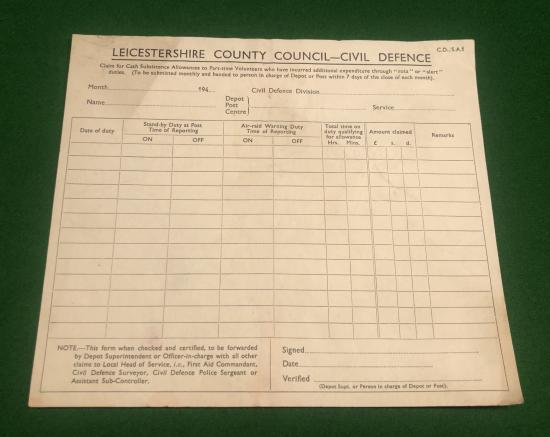 C.D./S.A.5
LEICESTERSHIRE COUNTY COUNCIL—CIVIL DEFENCE
Claim for Cash Subsistence Allowances to Part-time Volunteers who have incurred additional expenditure through "rota" or "alert"
duties. (To be submitted monthly and handed to person in charge of Depot or Post within 7 days of the close of each month).
Month 194... Civil Defence Division
Name Depot Post Centre } Service
Date of duty
Stand-by Duty at Post
Time of Reporting
ON OFF
Air-raid Warning Duty
Time of Reporting
ON OFF
Total time on
duty qualifying
for allowance
Hrs. Mins.
Amount claimed
£ s. d.
Remarks
NOTE.—This form when checked and certified, to be forwarded
by Depot Superintendent or Officer-in-charge with all other
claims to Local Head of Service, i.e., First Aid Commandant,
Civil Defence Surveyor, Civil Defence Police Sergeant or
Assistant Sub-Controller.
Signed
Date
Verified
(Depot Supt. or Person in charge of Depot or Post).